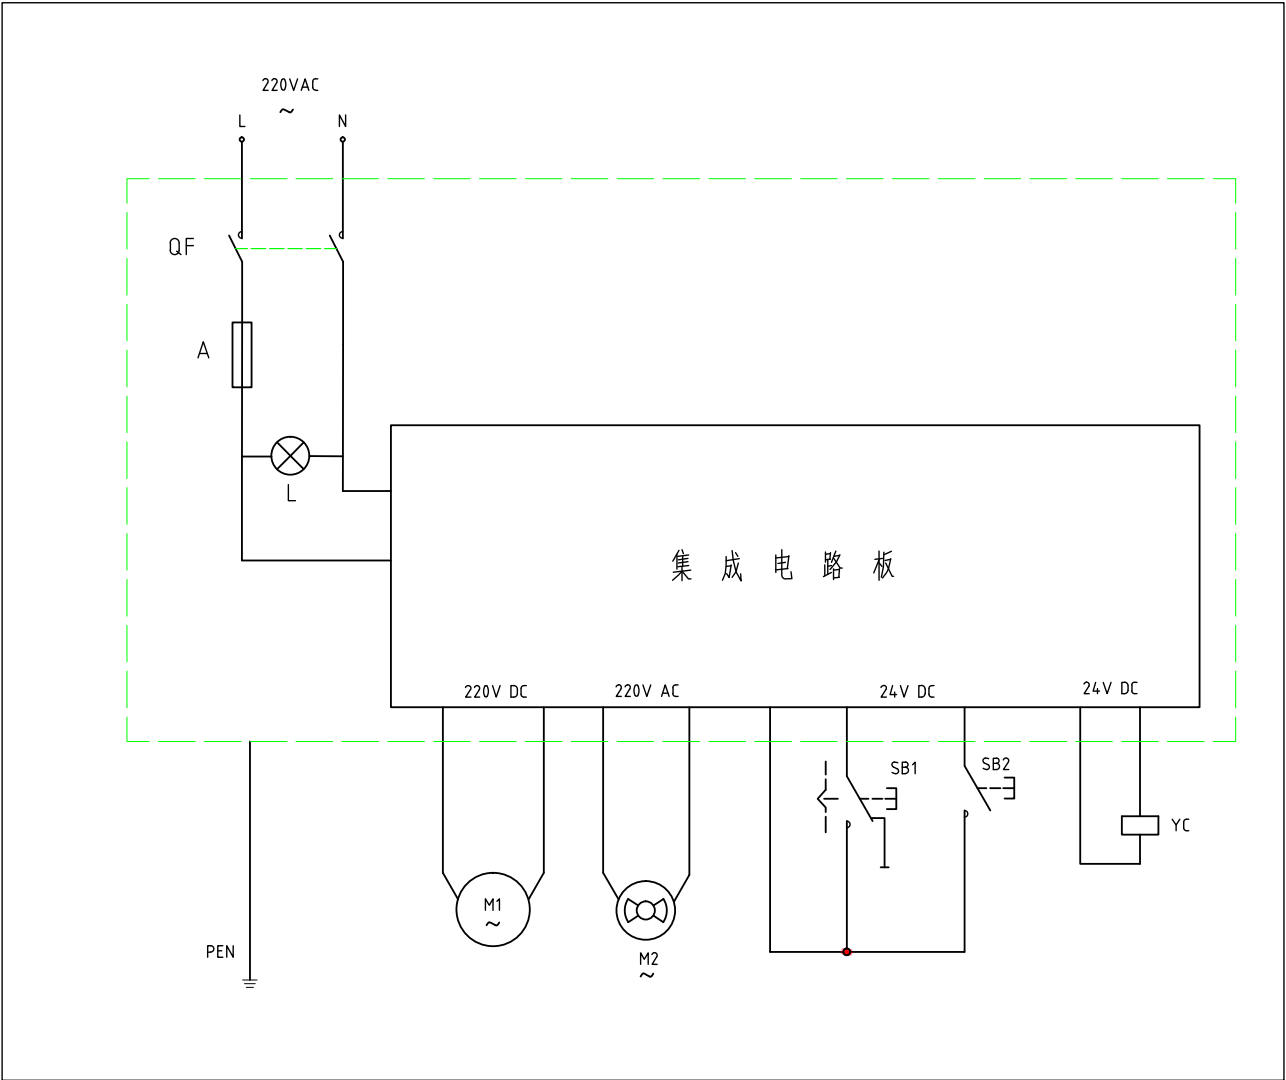 220VAC
~
L N
QF
A
L
集成电路板
220V DC 220V AC 24V DC 24V DC
SB1 SB2
YC
M1
~
PEN
M2
~